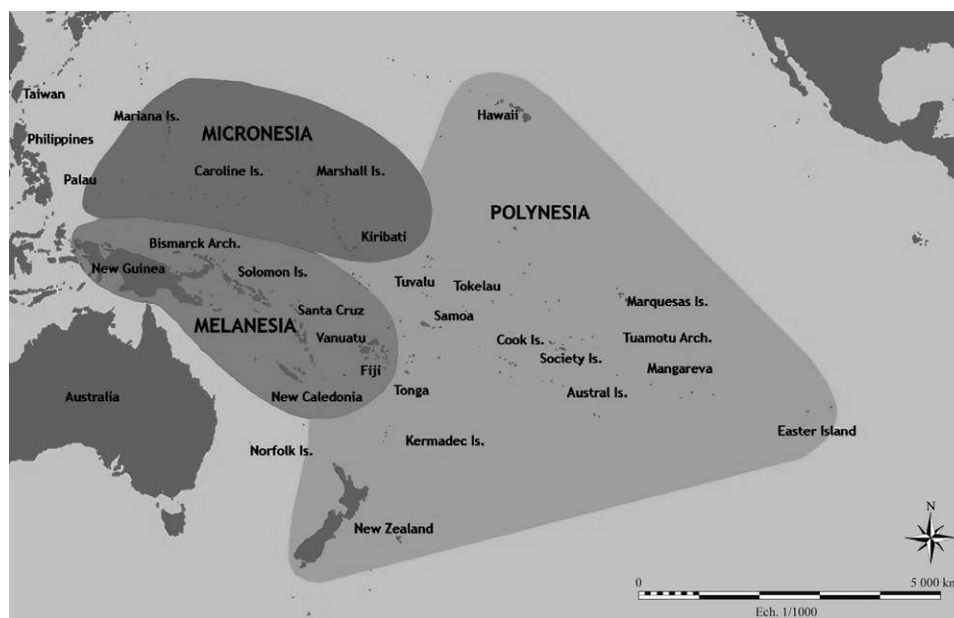 Taiwan
Mariana Is.
Hawaii
MICRONESIA
Philippines
Caroline Is.
Marshall Is.
Palau
POLYNESIA
Kiribati
Bismarck Arch.
New Guinea
Solomon Is.
Tuvalu
Tokelau
Marquesas Is.
Santa Cruz
Samoa
MELANESIA
Vanuatu
Cook Is.
Tuamotu Arch.
Society Is.
Fiji
Mangareva
Tonga
Austral Is.
Australia
New Caledonia
Easter Island
Kermadec Is.
Norfolk Is.
N
New Zealand
0
5 000 km
Ech. 1/1000